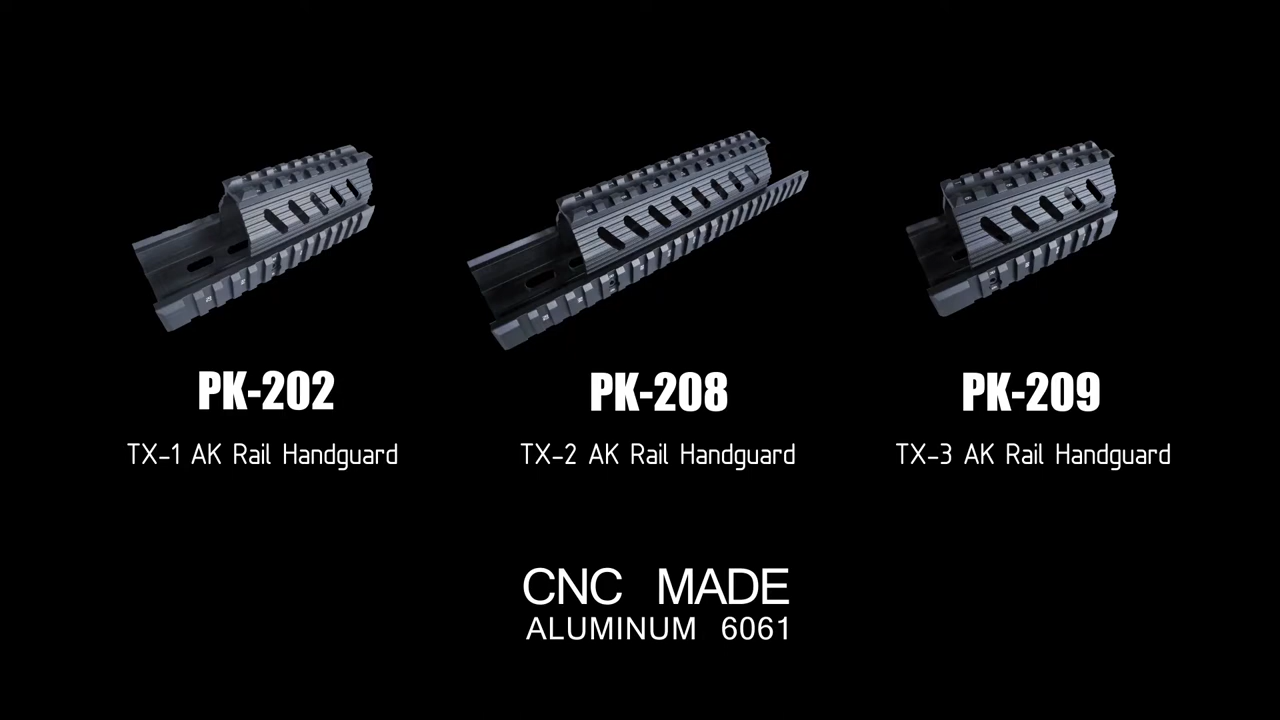 PK-202
TX-1 AK Rail Handguard
PK-208
TX-2 AK Rail Handguard
PK-209
TX-3 AK Rail Handguard
CNC MADE
ALUMINUM 6061